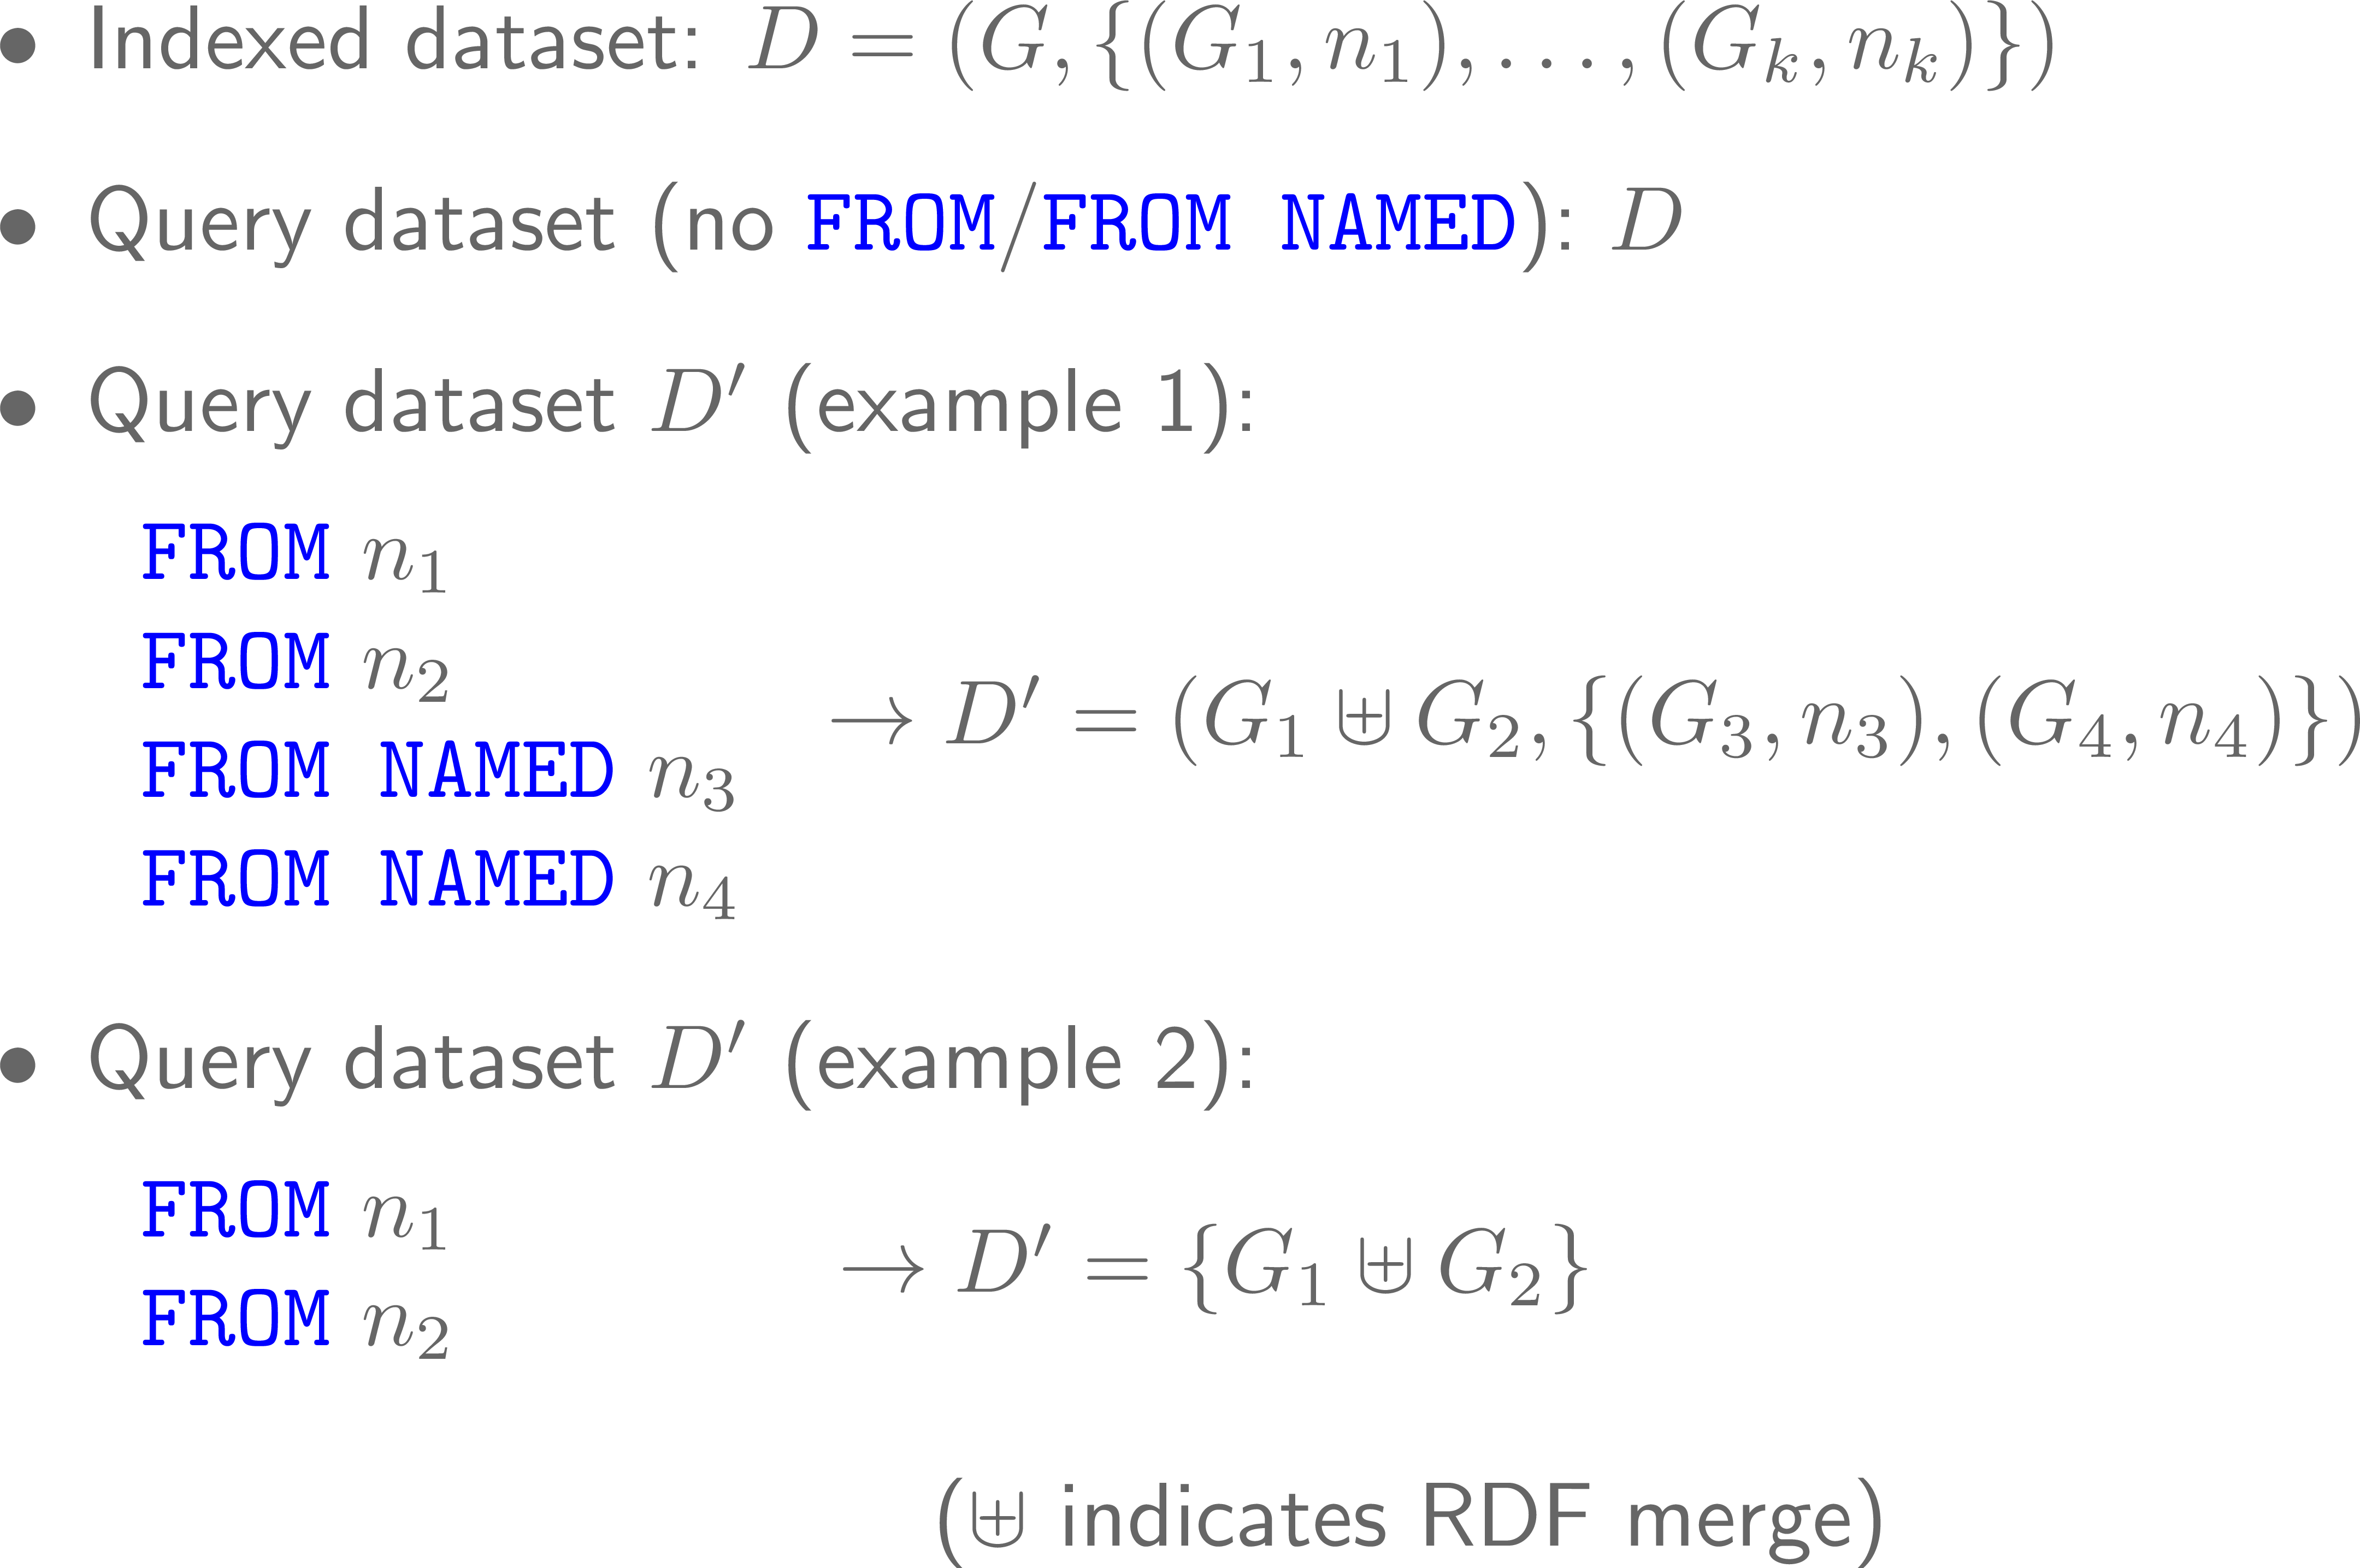 • Indexed dataset: D = (G, {(G₁, n₁), . . . , (Gₖ, nₖ)})
• Query dataset (no FROM/FROM NAMED): D
• Query dataset D′ (example 1):
FROM n₁
FROM n₂
→ D′ = (G₁ ⊎ G₂, {(G₃, n₃), (G₄, n₄)})
FROM NAMED n₃
FROM NAMED n₄
• Query dataset D′ (example 2):
FROM n₁
→ D′ = {G₁ ⊎ G₂}
FROM n₂
(⊎ indicates RDF merge)